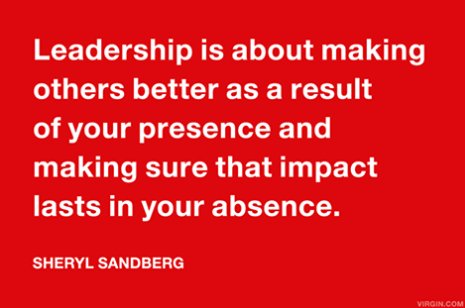 Leadership is about making
others better as a result
of your presence and
making sure that impact
lasts in your absence.
SHERYL SANDBERG
VIRGIN.COM